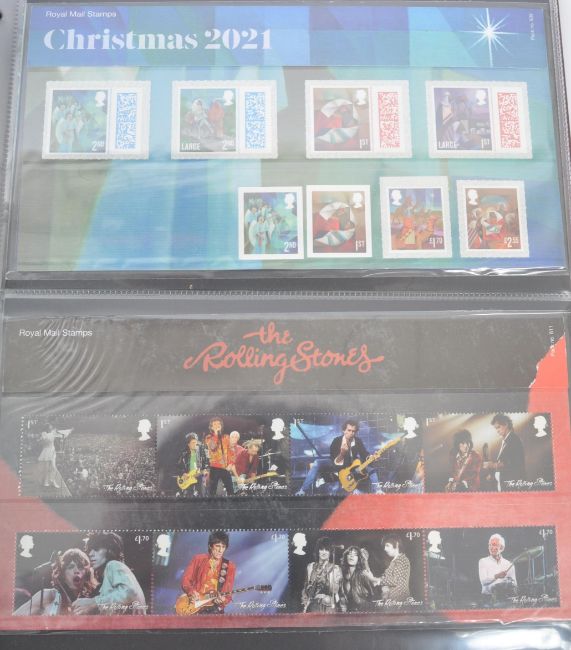 Royal Mail Stamps
Christmas 2021
2ND
LARGE 2ND
1ST
LARGE 1ST
2ND
1ST
£1.70
£2.55
Royal Mail Stamps
the
Rolling Stones
1ST
1ST
1ST
1ST
The Rolling Stones
The Rolling Stones
The Rolling Stones
The Rolling Stones
£1.70
£1.70
£1.70
£1.70
The Rolling Stones
The Rolling Stones
The Rolling Stones
The Rolling Stones